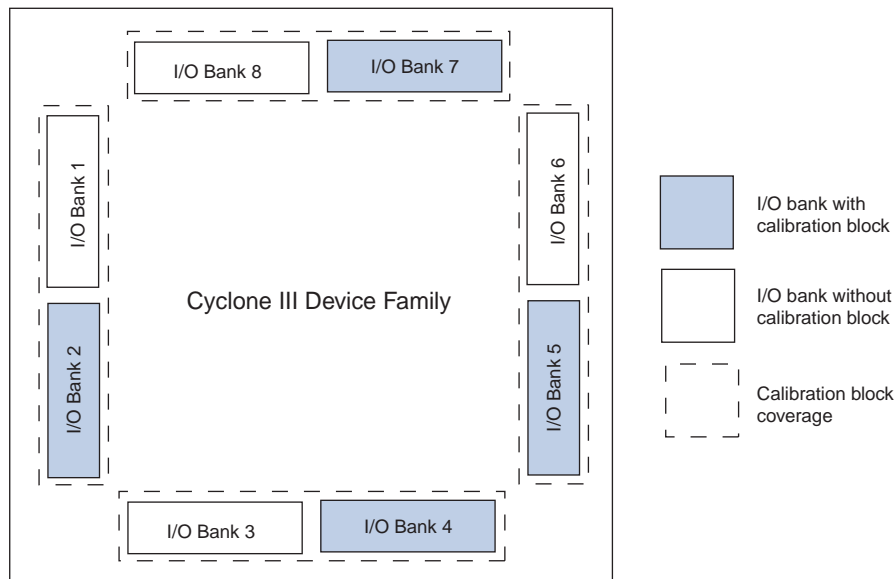 I/O Bank 8
I/O Bank 7
I/O Bank 1
I/O Bank 6
I/O Bank 2
I/O Bank 5
Cyclone III Device Family
I/O Bank 3
I/O Bank 4
I/O bank with
calibration block
I/O bank without
calibration block
Calibration block
coverage